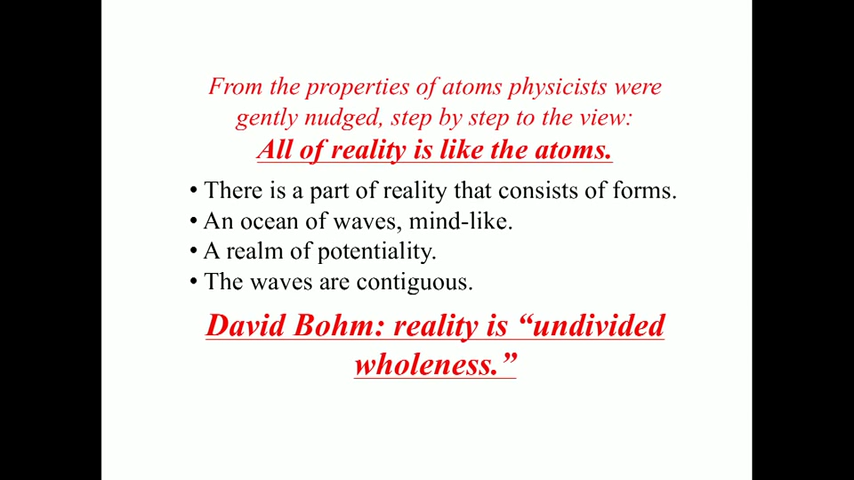 From the properties of atoms physicists were
gently nudged, step by step to the view:
All of reality is like the atoms.
• There is a part of reality that consists of forms.
• An ocean of waves, mind-like.
• A realm of potentiality.
• The waves are contiguous.
David Bohm: reality is “undivided
wholeness.”